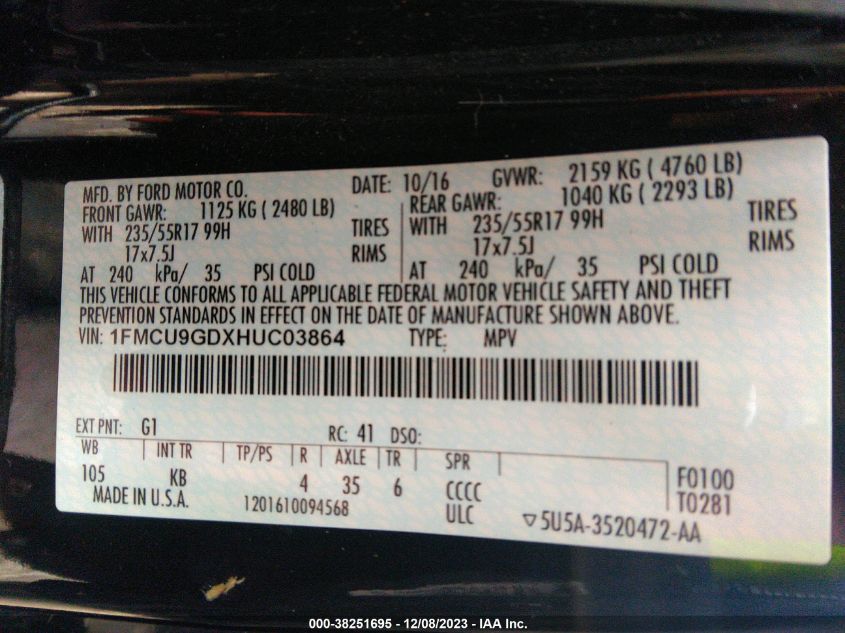 MFD. BY FORD MOTOR CO. DATE: 10/16 GVWR: 2159 KG ( 4760 LB)
FRONT GAWR: 1125 KG ( 2480 LB) REAR GAWR: 1040 KG ( 2293 LB)
WITH 235/55R17 99H TIRES WITH 235/55R17 99H TIRES
17x7.5J RIMS 17x7.5J RIMS
AT 240 kPa/ 35 PSI COLD AT 240 kPa/ 35 PSI COLD
THIS VEHICLE CONFORMS TO ALL APPLICABLE FEDERAL MOTOR VEHICLE SAFETY AND THEFT
PREVENTION STANDARDS IN EFFECT ON THE DATE OF MANUFACTURE SHOWN ABOVE.
VIN: 1FMCU9GDXHUC03864 TYPE: MPV
EXT PNT: G1 RC: 41 DSO:
WB INT TR TP/PS R AXLE TR SPR
105 KB 4 35 6 CCCC F0100
MADE IN U.S.A. 1201610094568 ULC ▽5U5A-3520472-AA T0281
000-38251695 - 12/08/2023 - IAA Inc.